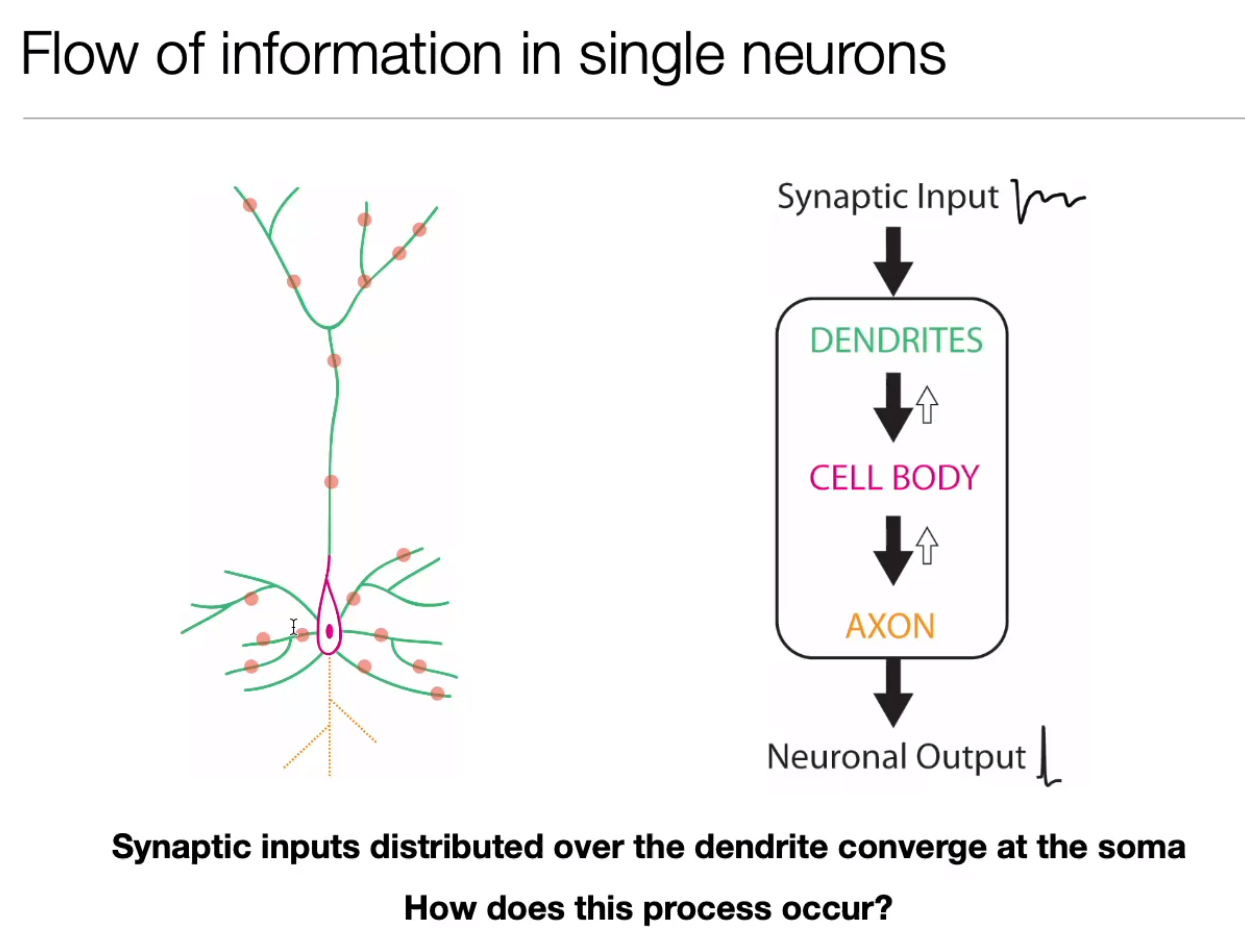 Flow of information in single neurons
Synaptic Input
DENDRITES
CELL BODY
AXON
Neuronal Output
Synaptic inputs distributed over the dendrite converge at the soma
How does this process occur?